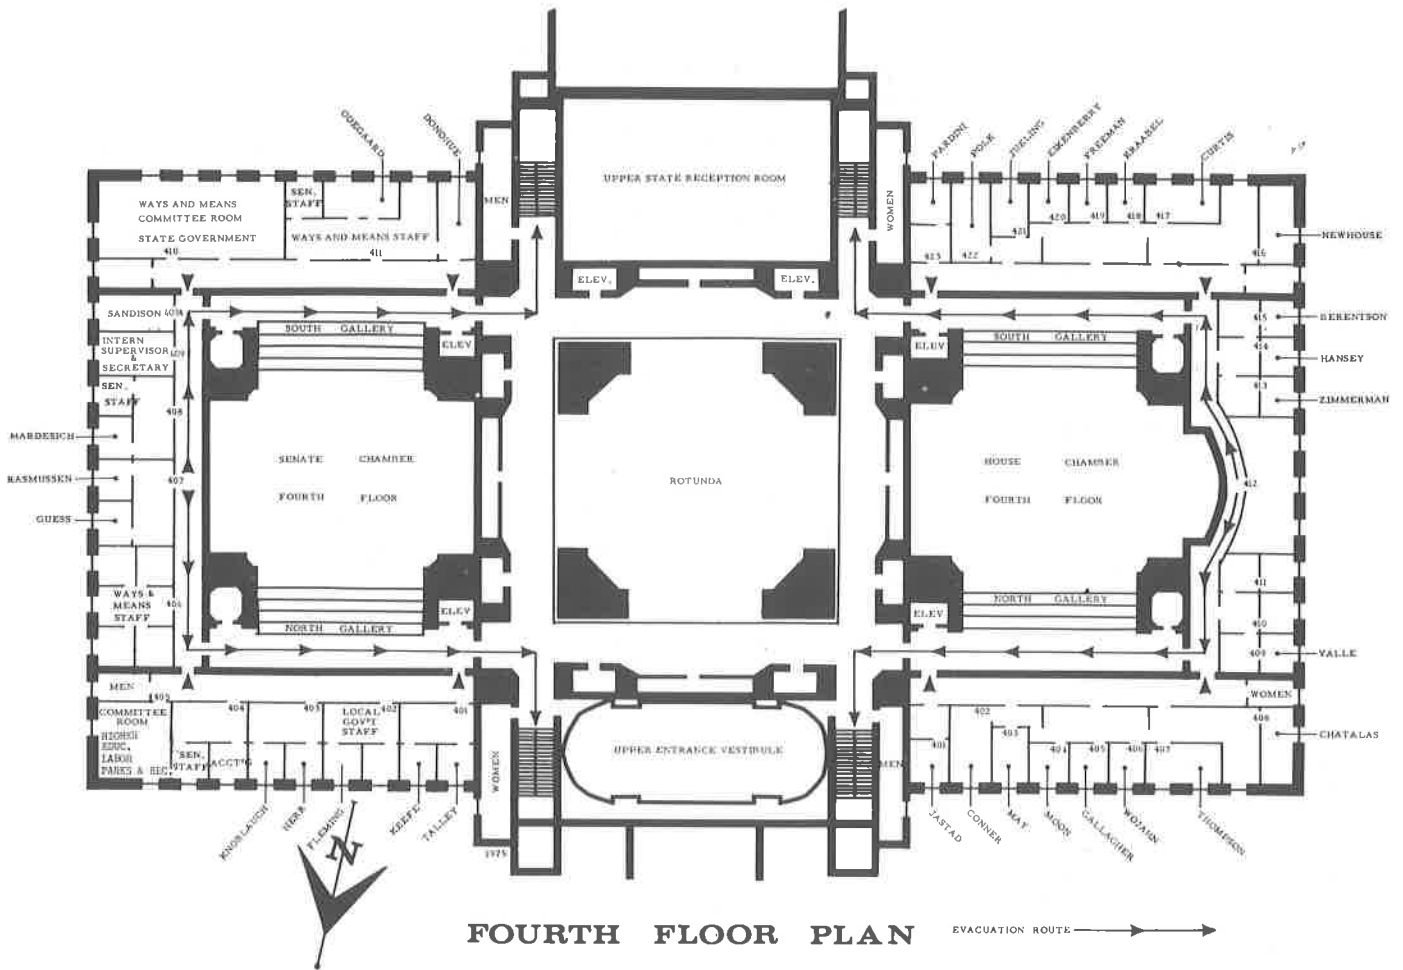 ODEGAARD
DONOHUE
PARDINI
POLK
JUELING
EIKENBERRY
FREEMAN
KRAABEL
CURTIS
WAYS AND MEANS
COMMITTEE ROOM
STATE GOVERNMENT
410
SEN.
STAFF
WAYS AND MEANS STAFF
411
MEN
UPPER STATE RECEPTION ROOM
WOMEN
420
419
418
417
421
423
422
416
NEWHOUSE
ELEV.
ELEV.
SANDISON
409A
SOUTH GALLERY
ELEV
ELEV
SOUTH GALLERY
415
BERENTSON
INTERN
SUPERVISOR
&
SECRETARY
409
414
HANSEY
SEN.
STAFF
408
413
ZIMMERMAN
MARDESICH
SENATE CHAMBER
FOURTH FLOOR
ROTUNDA
HOUSE CHAMBER
FOURTH FLOOR
RASMUSSEN
407
412
GUESS
WAYS &
MEANS
STAFF
406
NORTH GALLERY
ELEV
ELEV
NORTH GALLERY
411
410
409
VALLE
MEN
405
WOMEN
COMMITTEE
ROOM
HIGHER
EDUC.
LABOR
PARKS & REC.
404
403
LOCAL
GOV'T
STAFF
402
401
SEN.
STAFF
ACCT'G
WOMEN
UPPER ENTRANCE VESTIBULE
MEN
402
401
403
404
405
406
407
408
CHATALAS
KNOBLAUCH
HERR
FLEMING
KEEFE
TALLEY
1975
JASTAD
CONNER
MAY
MOON
GALLAGHER
WOJAHN
THOMPSON
N
FOURTH FLOOR PLAN
EVACUATION ROUTE